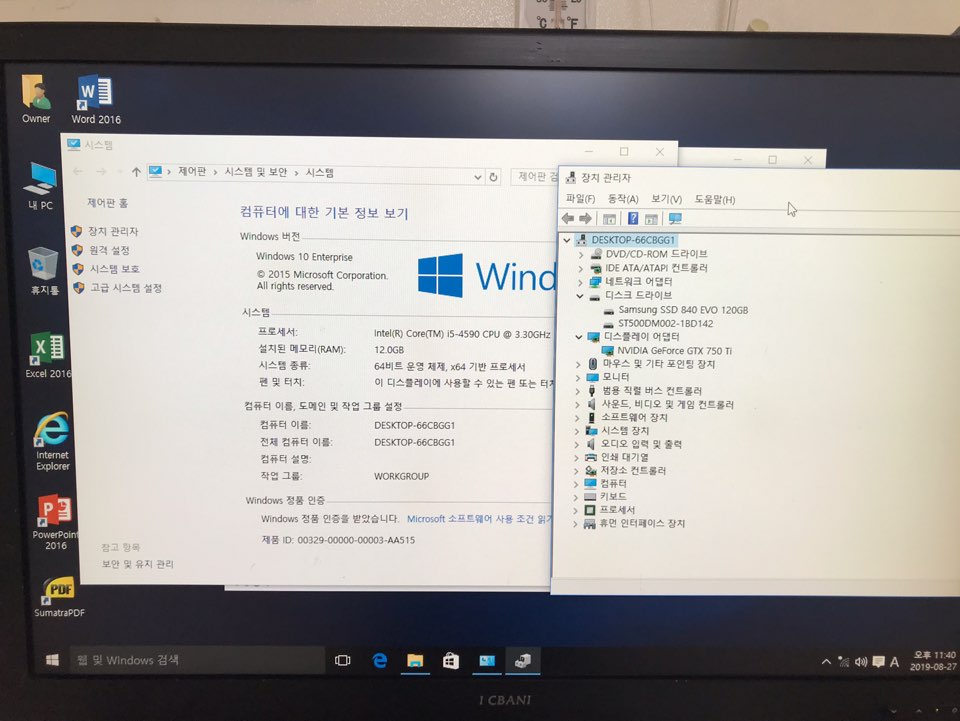 °C
°F
Owner
Word 2016
내 PC
휴지통
Excel 2016
Internet
Explorer
PowerPoint
2016
PDF
SumatraPDF
시스템
제어판 > 시스템 및 보안 > 시스템
제어판 검
제어판 홈
장치 관리자
원격 설정
시스템 보호
고급 시스템 설정
참고 항목
보안 및 유지 관리
컴퓨터에 대한 기본 정보 보기
Windows 버전
Windows 10 Enterprise
© 2015 Microsoft Corporation.
All rights reserved.
Wind
시스템
프로세서: Intel(R) Core(TM) i5-4590 CPU @ 3.30GHz
설치된 메모리(RAM): 12.0GB
시스템 종류: 64비트 운영 체제, x64 기반 프로세서
펜 및 터치: 이 디스플레이에 사용할 수 있는 펜 또는 터치
컴퓨터 이름, 도메인 및 작업 그룹 설정
컴퓨터 이름: DESKTOP-66CBGG1
전체 컴퓨터 이름: DESKTOP-66CBGG1
컴퓨터 설명:
작업 그룹: WORKGROUP
Windows 정품 인증
Windows 정품 인증을 받았습니다. Microsoft 소프트웨어 사용 조건 읽기
제품 ID: 00329-00000-00003-AA515
장치 관리자
파일(F) 동작(A) 보기(V) 도움말(H)
DESKTOP-66CBGG1
DVD/CD-ROM 드라이브
IDE ATA/ATAPI 컨트롤러
네트워크 어댑터
디스크 드라이브
Samsung SSD 840 EVO 120GB
ST500DM002-1BD142
디스플레이 어댑터
NVIDIA GeForce GTX 750 Ti
마우스 및 기타 포인팅 장치
모니터
범용 직렬 버스 컨트롤러
사운드, 비디오 및 게임 컨트롤러
소프트웨어 장치
시스템 장치
오디오 입력 및 출력
인쇄 대기열
저장소 컨트롤러
컴퓨터
키보드
프로세서
휴먼 인터페이스 장치
웹 및 Windows 검색
A
오후 11:40
2019-08-27
I CBANI